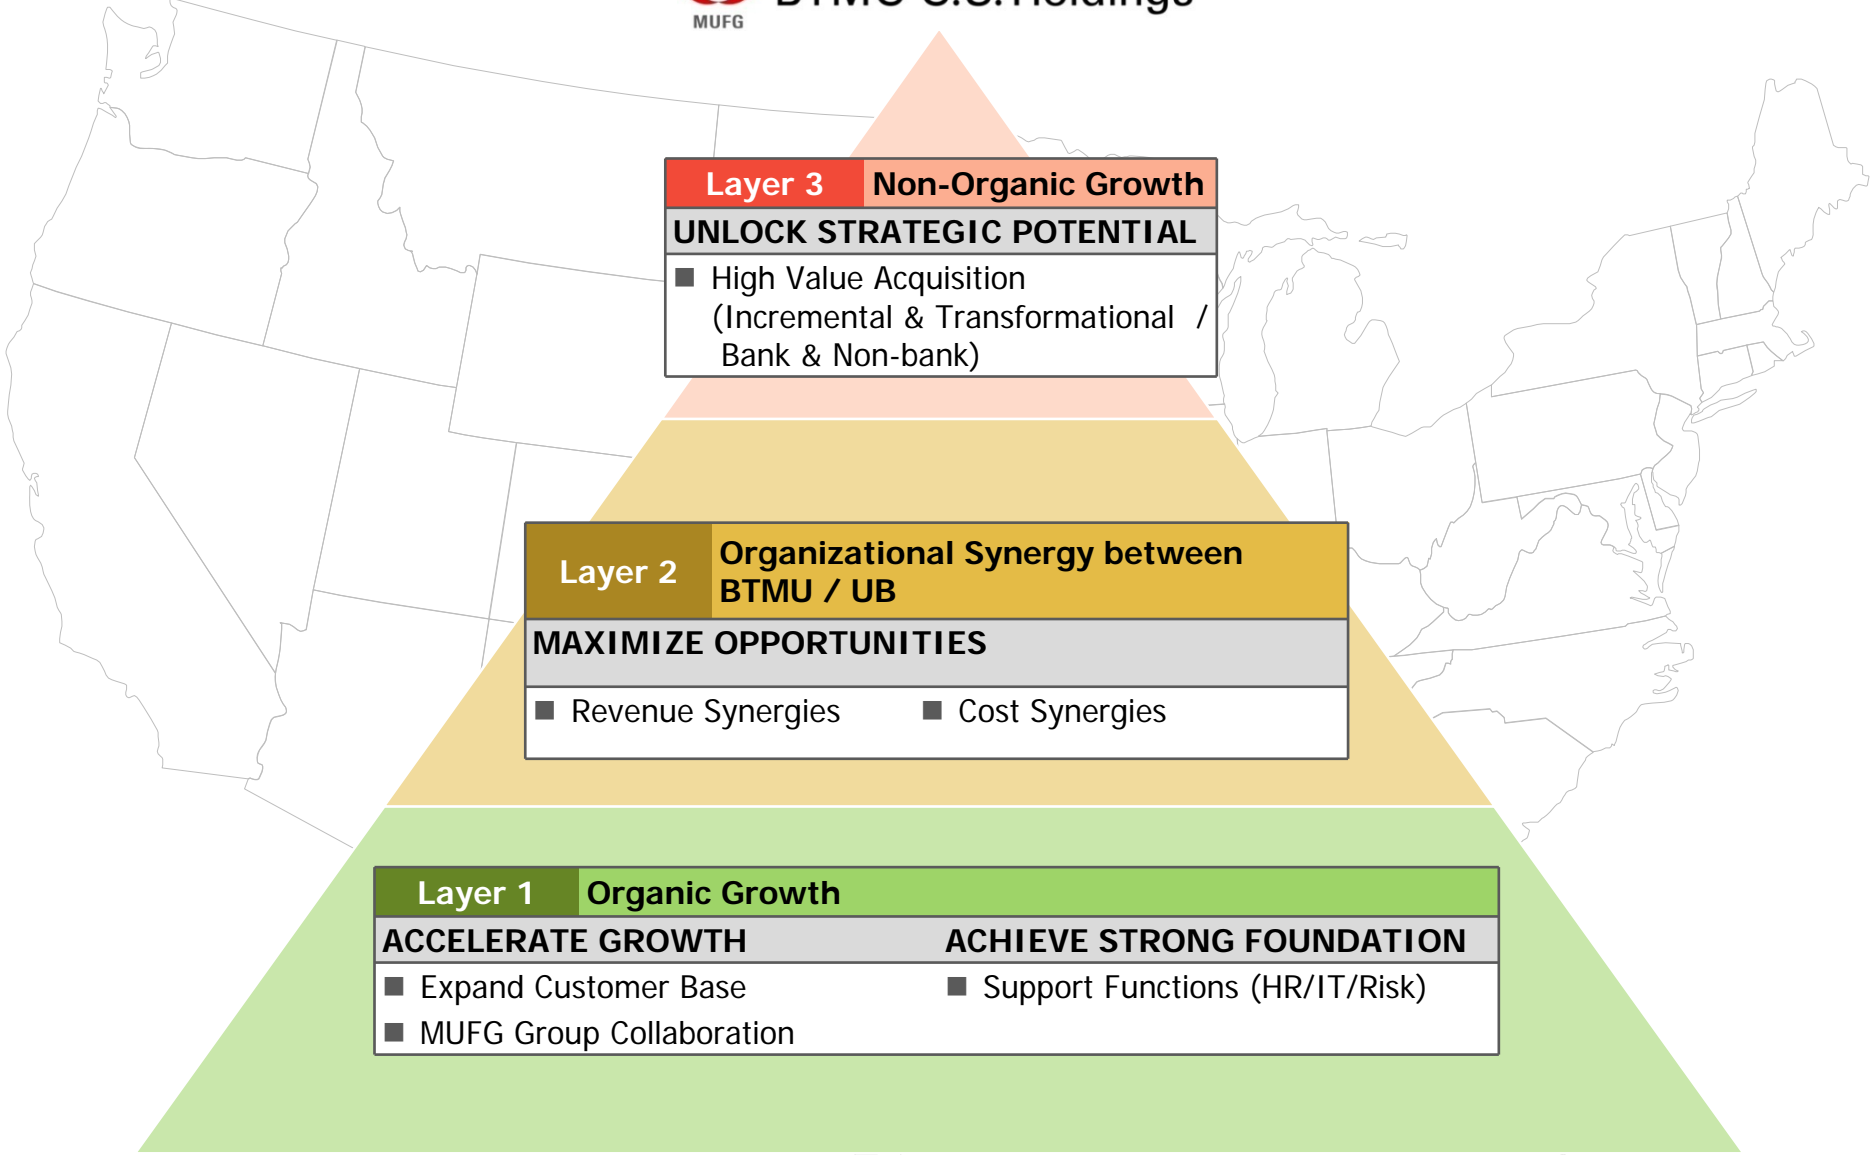 MUFG
BTMU U.S. Holdings
Layer 3 Non-Organic Growth
UNLOCK STRATEGIC POTENTIAL
■ High Value Acquisition
(Incremental & Transformational /
Bank & Non-bank)
Layer 2 Organizational Synergy between
BTMU / UB
MAXIMIZE OPPORTUNITIES
■ Revenue Synergies ■ Cost Synergies
Layer 1 Organic Growth
ACCELERATE GROWTH ACHIEVE STRONG FOUNDATION
■ Expand Customer Base ■ Support Functions (HR/IT/Risk)
■ MUFG Group Collaboration